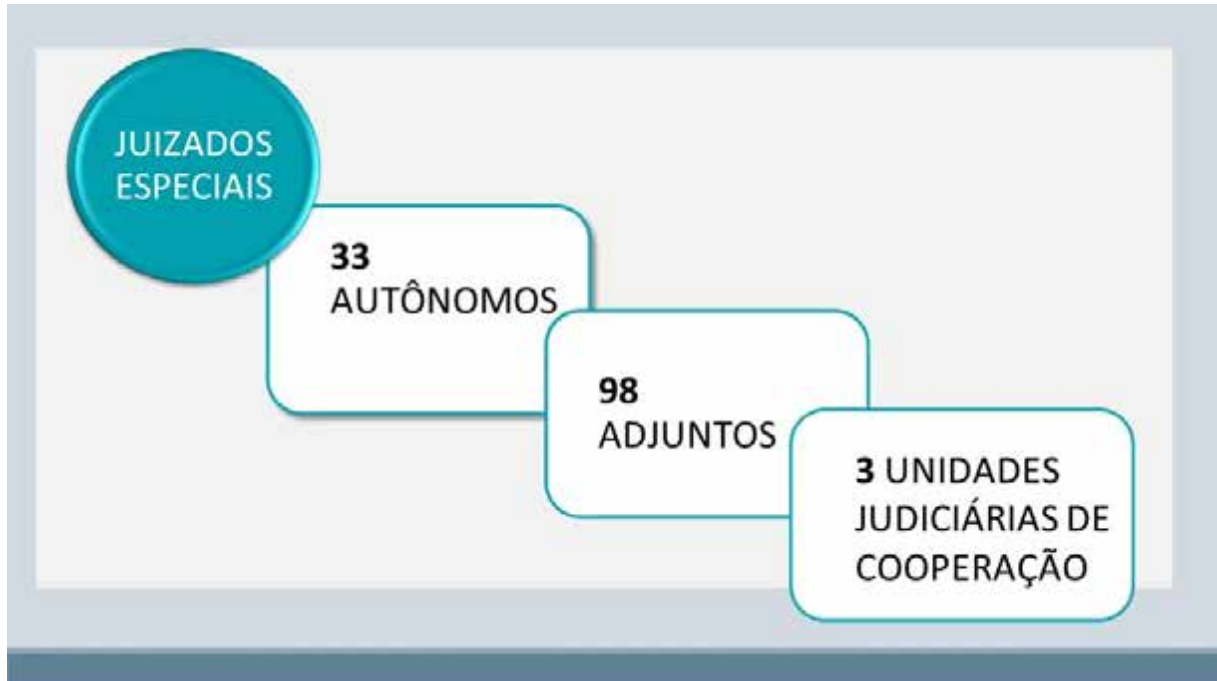 JUIZADOS
ESPECIAIS
33
AUTÔNOMOS
98
ADJUNTOS
3 UNIDADES
JUDICIÁRIAS DE
COOPERAÇÃO